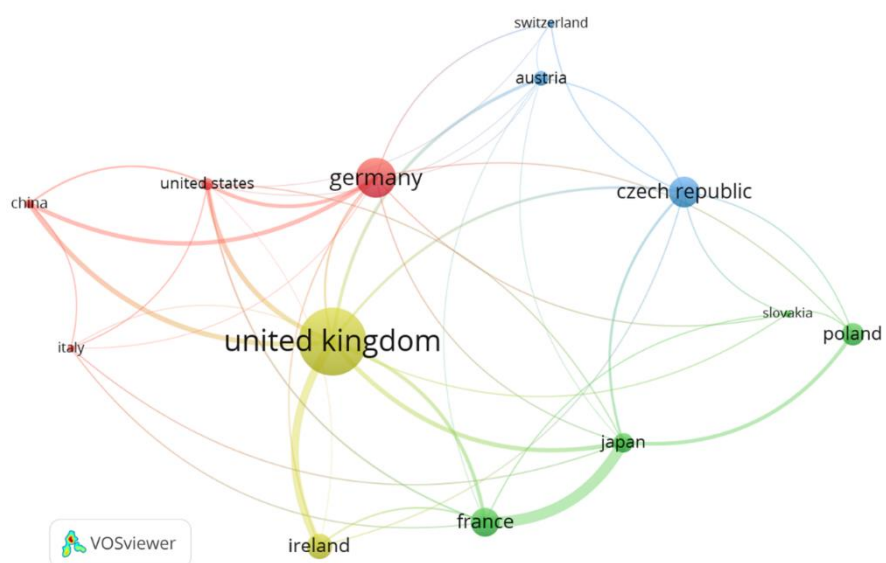 switzerland
austria
germany
united states
czech republic
china
slovakia
poland
united kingdom
italy
japan
france
ireland
VOSviewer